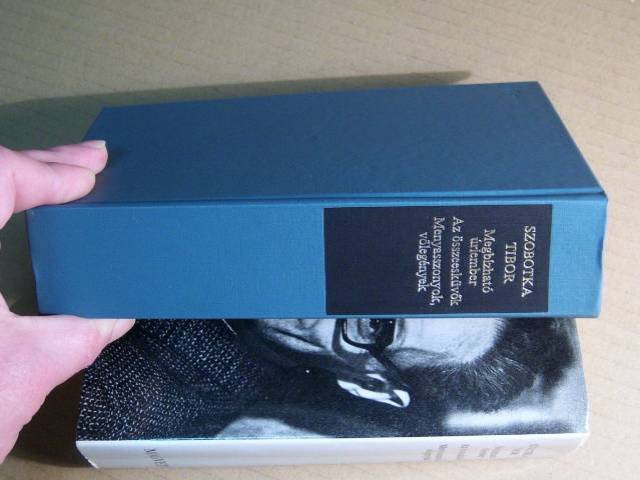 SZOBOTKA
TIBOR
Megbízható
úriember
Az összeesküvők
Menyasszonyok,
vőlegények